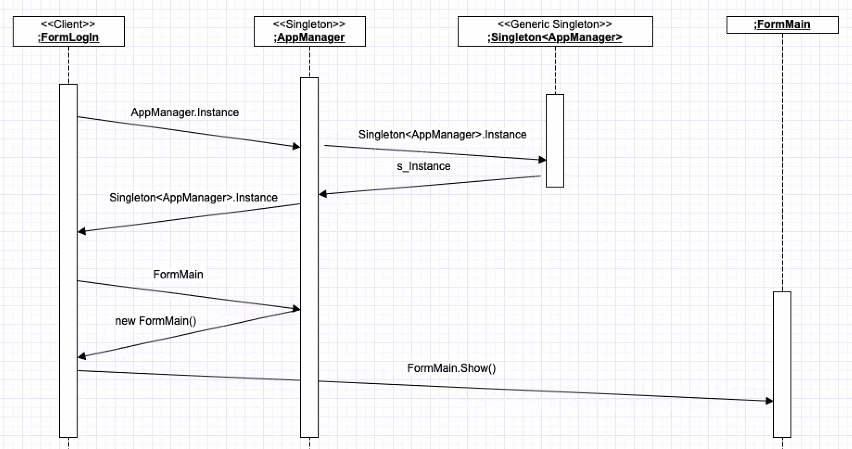 <<Client>>
;FormLogIn
<<Singleton>>
;AppManager
<<Generic Singleton>>
;Singleton<AppManager>
;FormMain
AppManager.Instance
Singleton<AppManager>.Instance
s_Instance
Singleton<AppManager>.Instance
FormMain
new FormMain()
FormMain.Show()